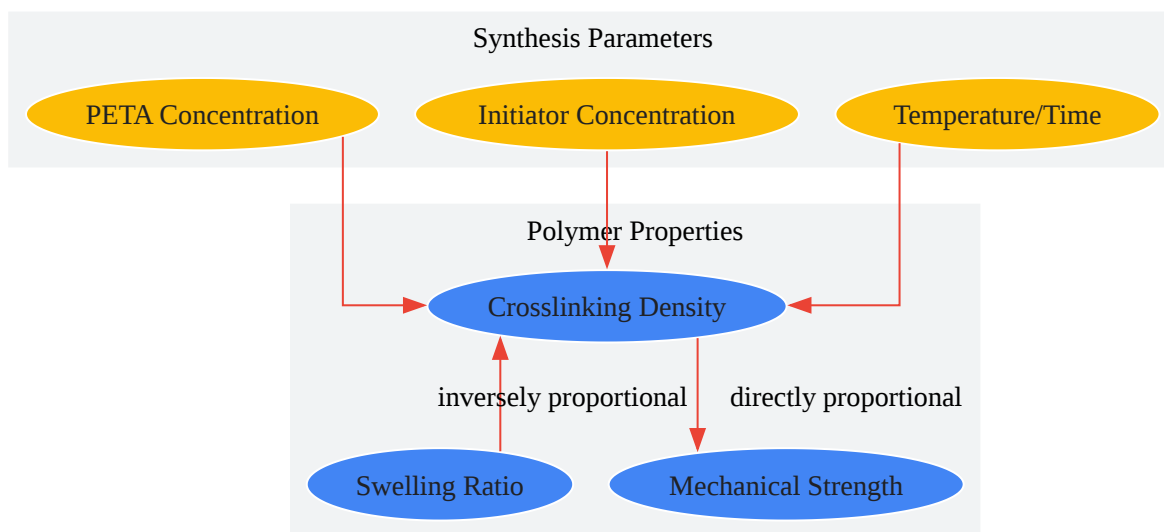 Synthesis Parameters
PETA Concentration
Initiator Concentration
Temperature/Time
Polymer Properties
Crosslinking Density
inversely proportional
directly proportional
Swelling Ratio
Mechanical Strength